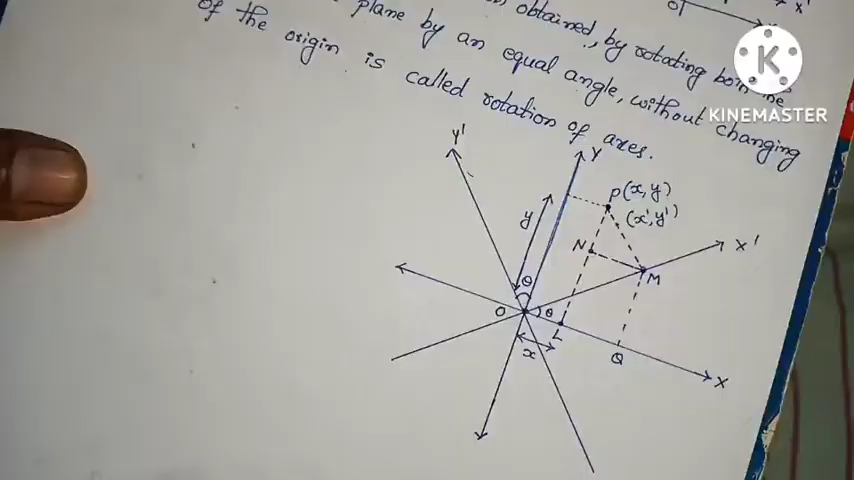 x'
obtained, by rotating both the
plane by an equal angle, without changing
of the origin is called rotation of axes.
K
KINEMASTER
Y'
Y
P(x,y)
(x',y')
y
N
X'
M
θ
O
θ
L
x
Q
X